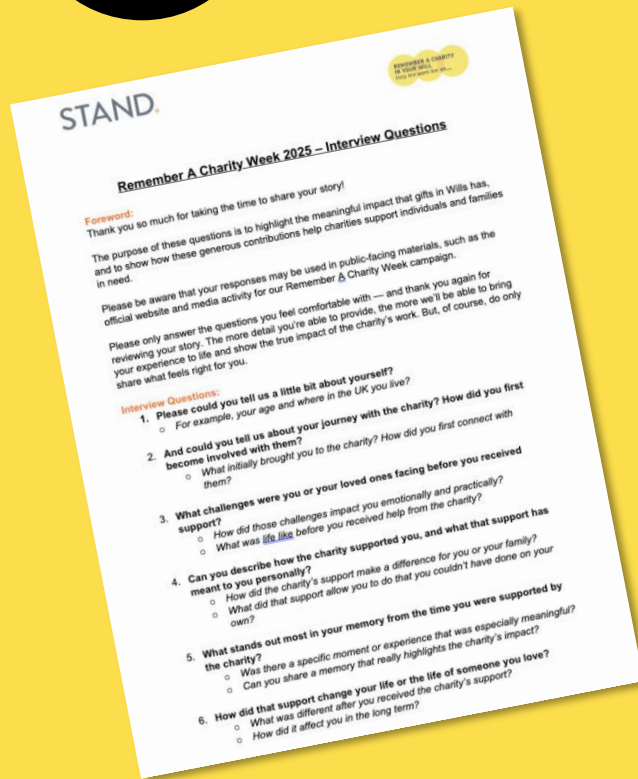 STAND.
REMEMBER A CHARITY
IN YOUR WILL
Help the work live on...
Remember A Charity Week 2025 – Interview Questions
Foreword:
Thank you so much for taking the time to share your story!
The purpose of these questions is to highlight the meaningful impact that gifts in Wills has,
and to show how these generous contributions help charities support individuals and families
in need.
Please be aware that your responses may be used in public-facing materials, such as the
official website and media activity for our Remember A Charity Week campaign.
Please only answer the questions you feel comfortable with — and thank you again for
reviewing your story. The more detail you're able to provide, the more we'll be able to bring
your experience to life and show the true impact of the charity's work. But, of course, do only
share what feels right for you.
Interview Questions:
1. Please could you tell us a little bit about yourself?
o For example, your age and where in the UK you live?
2. And could you tell us about your journey with the charity? How did you first
become involved with them?
o What initially brought you to the charity? How did you first connect with
them?
3. What challenges were you or your loved ones facing before you received
support?
o How did those challenges impact you emotionally and practically?
o What was life like before you received help from the charity?
4. Can you describe how the charity supported you, and what that support has
meant to you personally?
o How did the charity's support make a difference for you or your family?
o What did that support allow you to do that you couldn't have done on your
own?
5. What stands out most in your memory from the time you were supported by
the charity?
o Was there a specific moment or experience that was especially meaningful?
o Can you share a memory that really highlights the charity's impact?
6. How did that support change your life or the life of someone you love?
o What was different after you received the charity's support?
o How did it affect you in the long term?